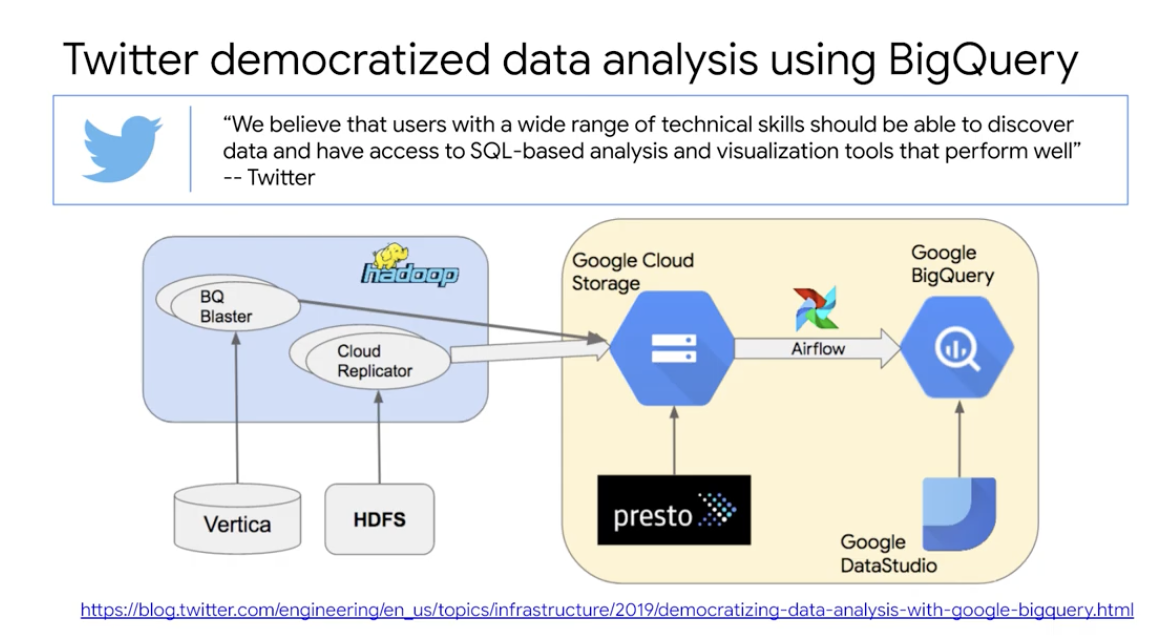 Twitter democratized data analysis using BigQuery
“We believe that users with a wide range of technical skills should be able to discover
data and have access to SQL-based analysis and visualization tools that perform well”
-- Twitter
hadoop
BQ
Blaster
Cloud
Replicator
Vertica
HDFS
Google Cloud
Storage
Airflow
Google
BigQuery
presto
Google
DataStudio
https://blog.twitter.com/engineering/en_us/topics/infrastructure/2019/democratizing-data-analysis-with-google-bigquery.html